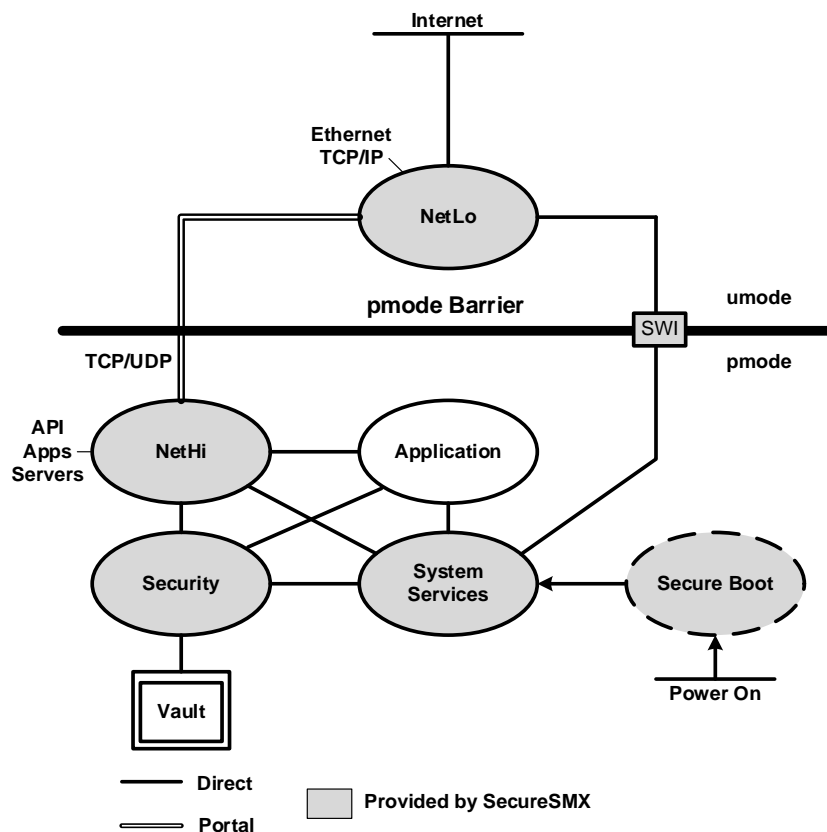 Internet
Ethernet
TCP/IP
NetLo
pmode Barrier
umode
SWI
TCP/UDP
pmode
API
Apps
Servers
NetHi
Application
Security
System
Services
Secure Boot
Vault
Power On
Direct
Provided by SecureSMX
Portal